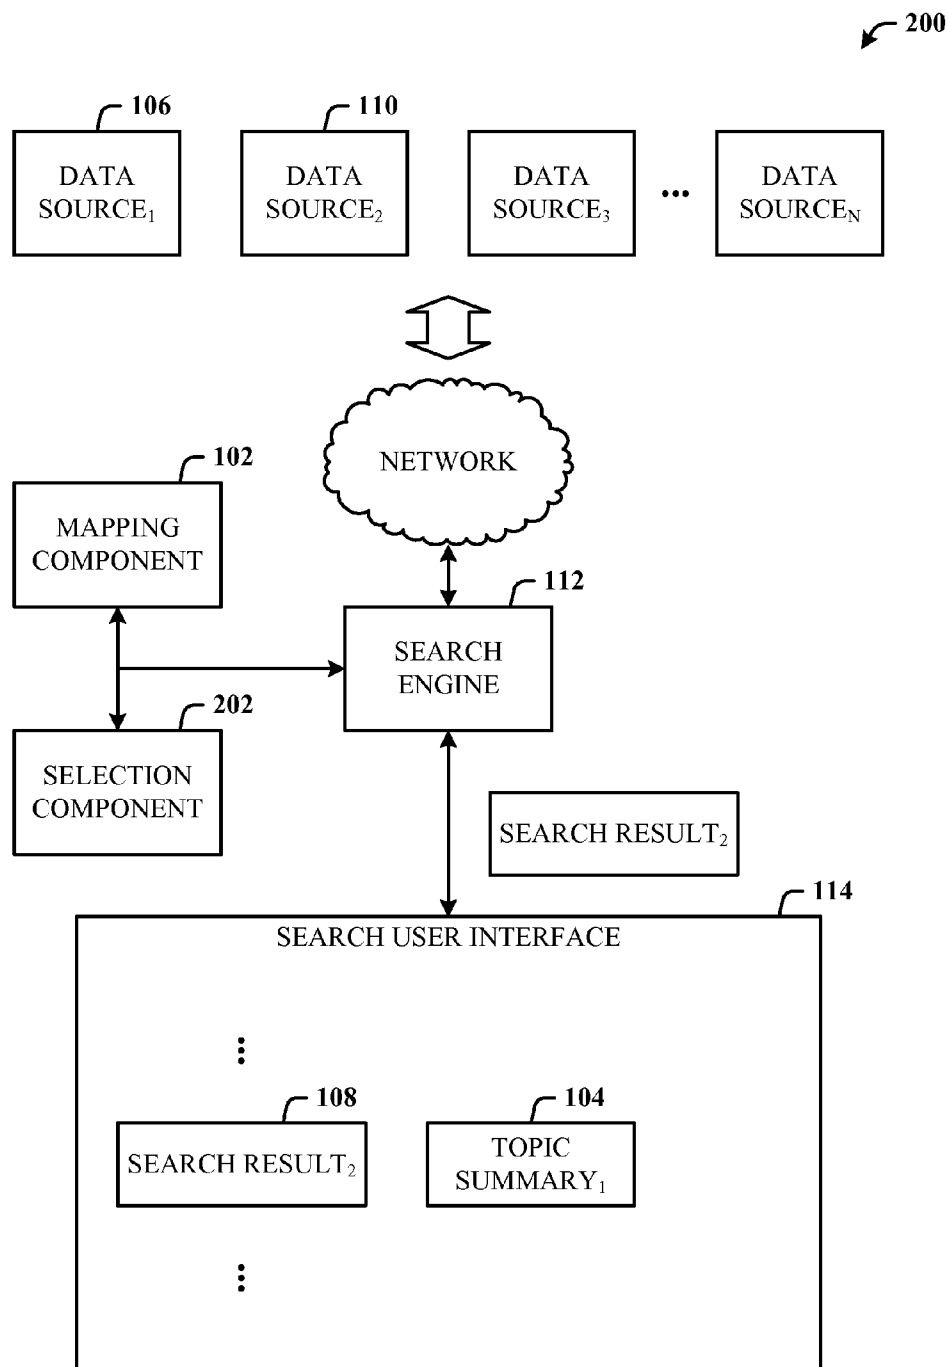 200
106
110
DATA
SOURCE₁
DATA
SOURCE₂
DATA
SOURCE₃
...
DATA
SOURCE_N
NETWORK
102
MAPPING
COMPONENT
112
SEARCH
ENGINE
202
SELECTION
COMPONENT
SEARCH RESULT₂
114
SEARCH USER INTERFACE
108
SEARCH RESULT₂
104
TOPIC
SUMMARY₁